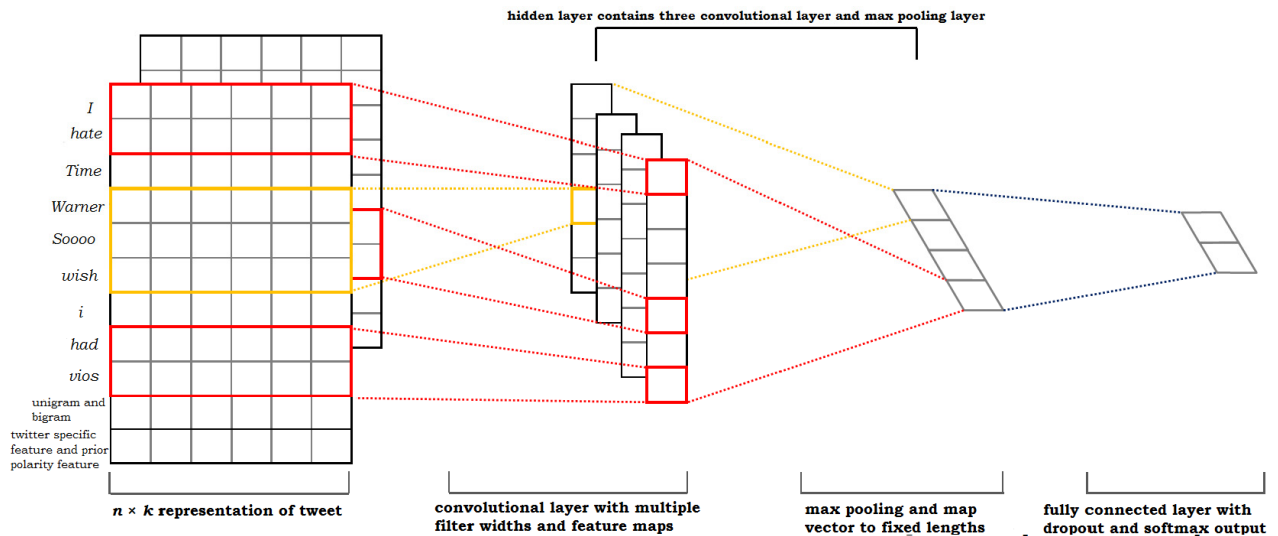 hidden layer contains three convolutional layer and max pooling layer
I
hate
Time
Warner
Soooo
wish
i
had
vios
unigram and
bigram
twitter specific
feature and prior
polarity feature
n × k representation of tweet
convolutional layer with multiple
filter widths and feature maps
max pooling and map
vector to fixed lengths
fully connected layer with
dropout and softmax output